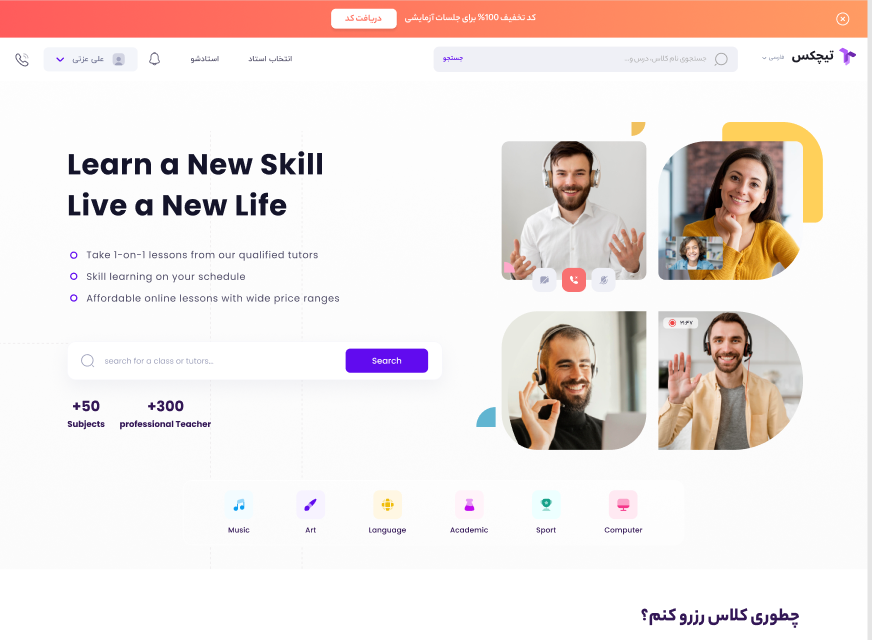 کد تخفیف 100% برای جلسات آزمایشی
دریافت کد
تیچکس
فارسی
جستجوی نام کلاس، درس و...
جستجو
انتخاب استاد
استادشو
علی عزتی
Learn a New Skill
Live a New Life
Take 1-on-1 lessons from our qualified tutors
Skill learning on your schedule
Affordable online lessons with wide price ranges
search for a class or tutors...
Search
+50
Subjects
+300
professional Teacher
۲۱:۴۷
Music
Art
Language
Academic
Sport
Computer
چطوری کلاس رزرو کنم؟